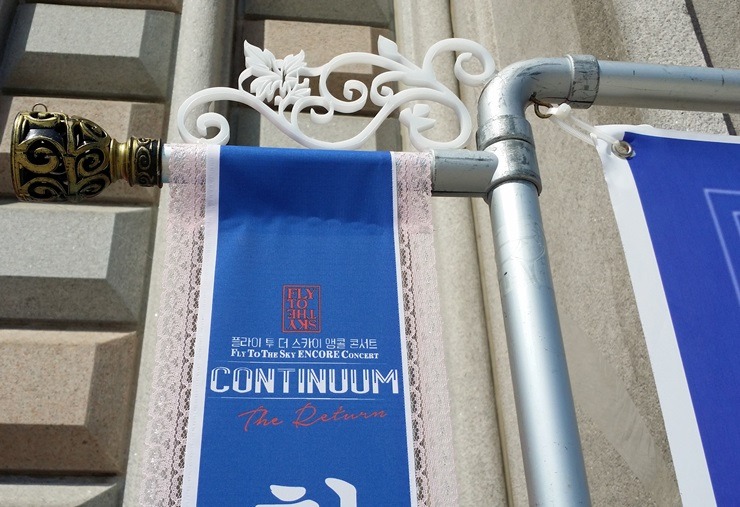 FLY
TO
THE
SKY
플라이 투 더 스카이 앵콜 콘서트
FLY TO THE SKY ENCORE CONCERT
CONTINUUM
The Return